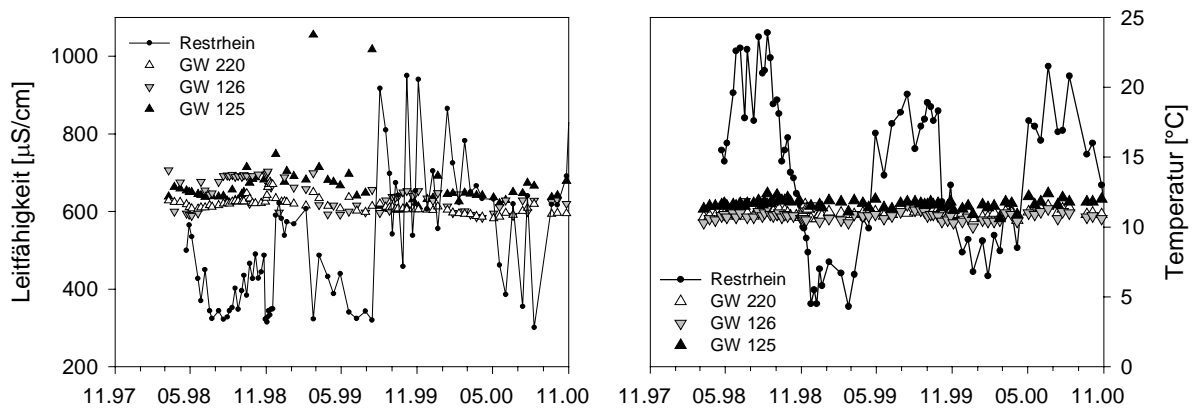 Leitfähigkeit [µS/cm]
1000
800
600
400
200
Restrhein
GW 220
GW 126
GW 125
11.97 05.98 11.98 05.99 11.99 05.00 11.00
Restrhein
GW 220
GW 126
GW 125
11.97 05.98 11.98 05.99 11.99 05.00 11.00
25
20
15
10
5
0
Temperatur [°C]